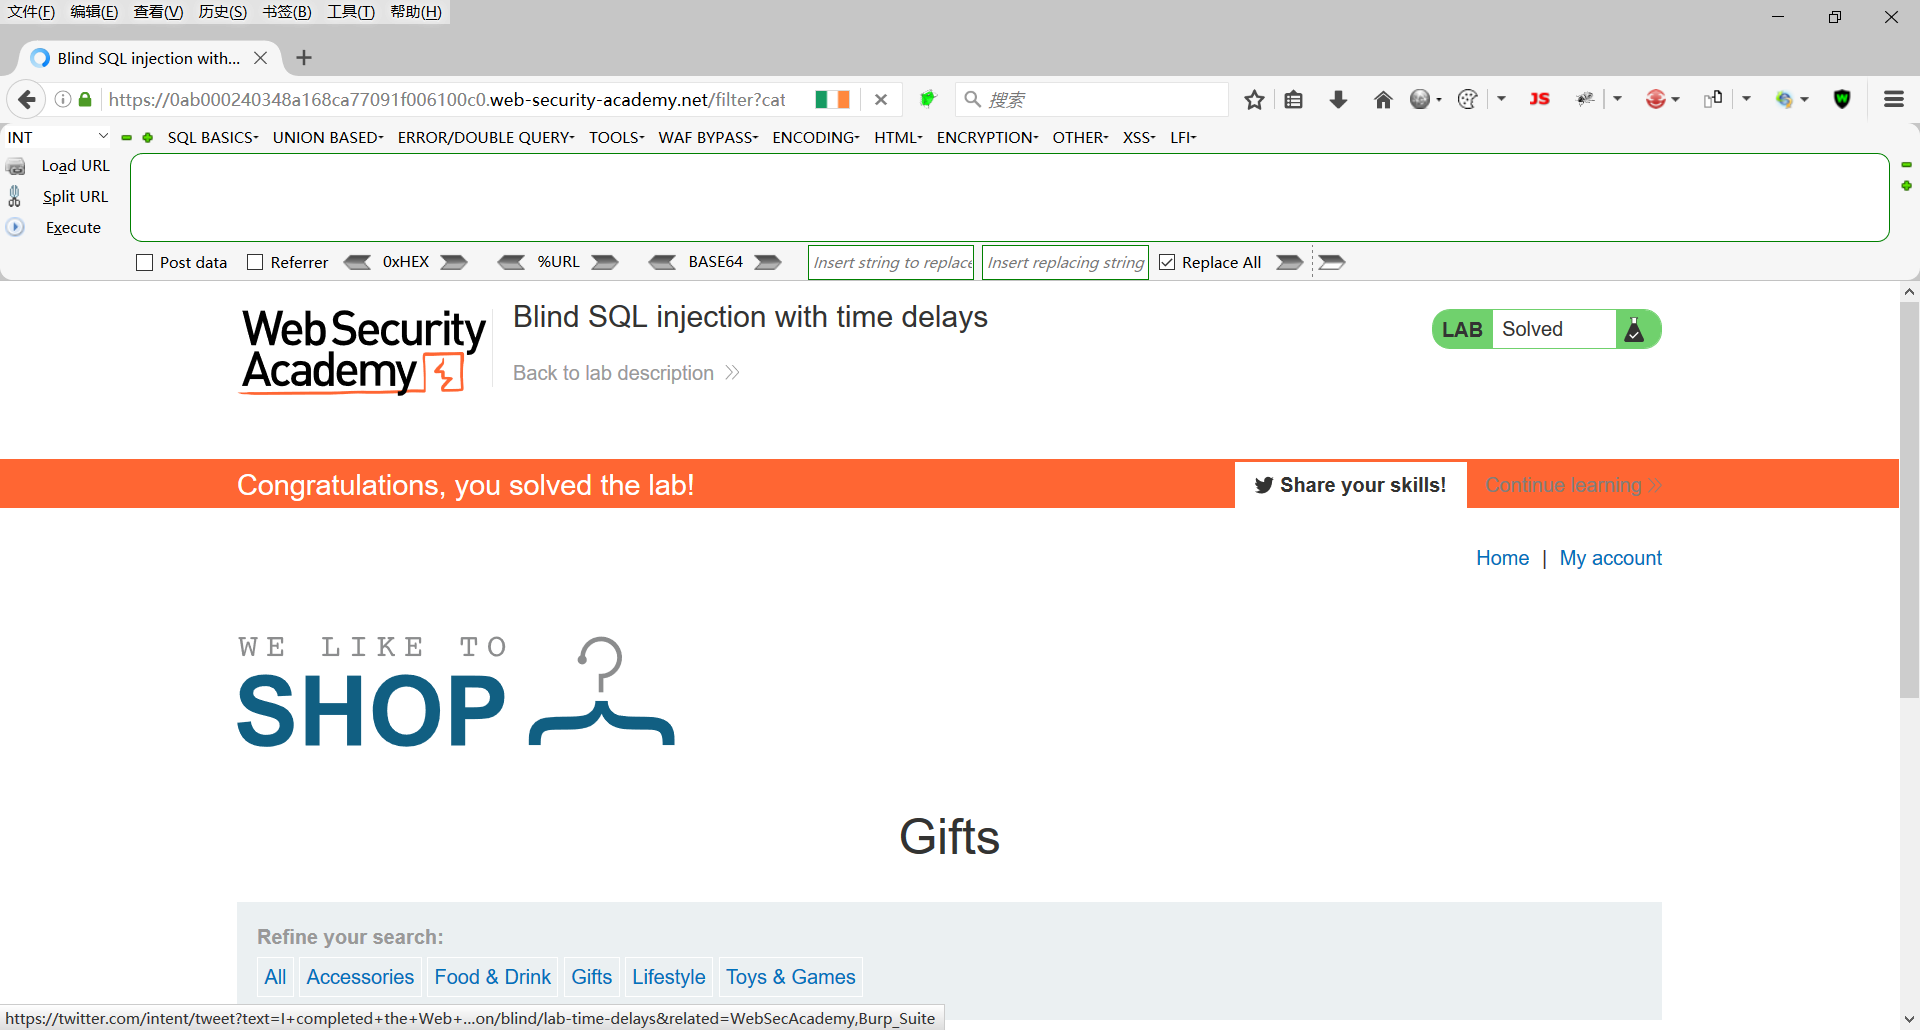 文件(F) 编辑(E) 查看(V) 历史(S) 书签(B) 工具(T) 帮助(H)
Blind SQL injection with...
https://0ab000240348a168ca77091f006100c0.web-security-academy.net/filter?cat
搜索
JS
W
INT
SQL BASICS UNION BASED ERROR/DOUBLE QUERY TOOLS WAF BYPASS ENCODING HTML ENCRYPTION OTHER XSS LFI
Load URL
Split URL
Execute
Post data Referrer 0xHEX %URL BASE64 Insert string to replace Insert replacing string Replace All
Web Security
Academy
Blind SQL injection with time delays
Back to lab description
LAB Solved
Congratulations, you solved the lab!
Share your skills!
Continue learning
Home | My account
WE LIKE TO
SHOP
Gifts
Refine your search:
All Accessories Food & Drink Gifts Lifestyle Toys & Games
https://twitter.com/intent/tweet?text=I+completed+the+Web+...on/blind/lab-time-delays&related=WebSecAcademy,Burp_Suite